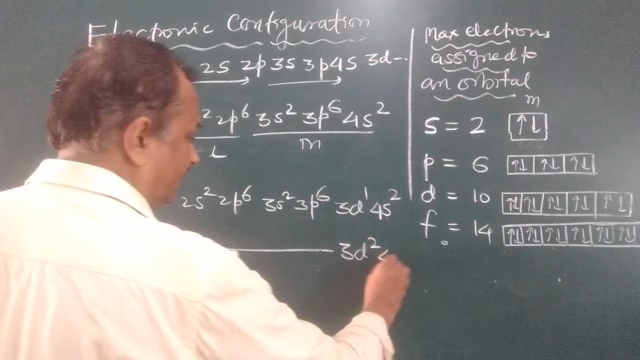 Electronic Configuration
2s 2p 3s 3p 4s 3d--
2p⁶ 3s² 3p⁶ 4s²
L m
2s² 2p⁶ 3s² 3p⁶ 3d¹ 4s²
3d²
Max electrons
assigned to
an orbital
m
s = 2 ↑↓
p = 6 ↑↓ ↑↓ ↑↓
d = 10 ↑↓ ↑↓ ↑↓ ↑↓ ↑↓
f = 14 ↑↓ ↑↓ ↑↓ ↑↓ ↑↓ ↑↓